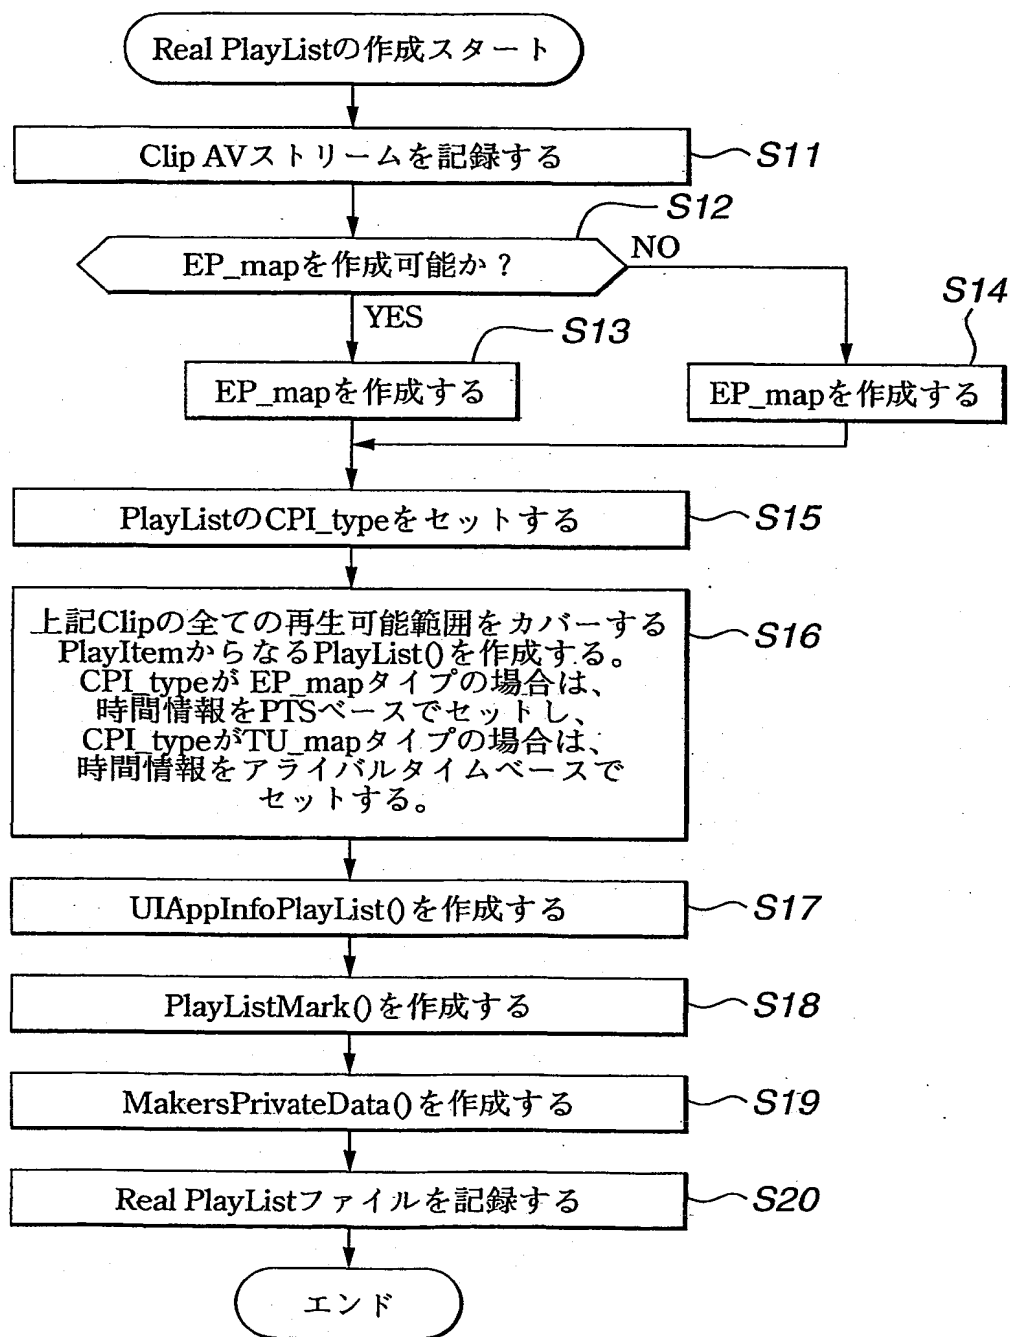 Real PlayListの作成スタート
Clip AVストリームを記録する
S11
S12
EP_mapを作成可能か?
NO
YES
S13
S14
EP_mapを作成する
EP_mapを作成する
PlayListのCPI_typeをセットする
S15
上記Clipの全ての再生可能範囲をカバーする
PlayItemからなるPlayList()を作成する。
CPI_typeが EP_mapタイプの場合は、
時間情報をPTSベースでセットし、
CPI_typeがTU_mapタイプの場合は、
時間情報をアライバルタイムベースで
セットする。
S16
UIAppInfoPlayList()を作成する
S17
PlayListMark()を作成する
S18
MakersPrivateData()を作成する
S19
Real PlayListファイルを記録する
S20
エンド